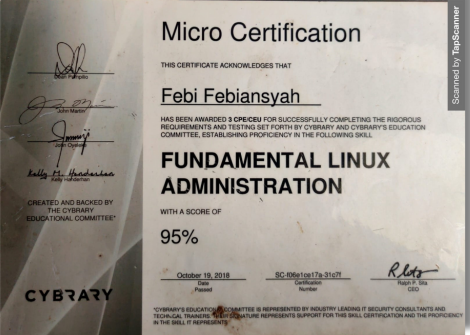 Micro Certification
THIS CERTIFICATE ACKNOWLEDGES THAT
Febi Febiansyah
HAS BEEN AWARDED 3 CPE/CEU FOR SUCCESSFULLY COMPLETING THE RIGOROUS
REQUIREMENTS AND TESTING SET FORTH BY CYBRARY AND CYBRARY'S EDUCATION
COMMITTEE, ESTABLISHING PROFICIENCY IN THE FOLLOWING SKILL
FUNDAMENTAL LINUX
ADMINISTRATION
WITH A SCORE OF
95%
October 19, 2018
Date
Passed
SC-f06e1ce17a-31c7f
Certification
Number
Ralph P. Sita
CEO
*CYBRARY'S EDUCATION COMMITTEE IS REPRESENTED BY INDUSTRY LEADING IT SECURITY CONSULTANTS AND
TECHNICAL TRAINERS. THEIR SIGNATURE REPRESENTS SUPPORT FOR THIS SKILL CERTIFICATION AND THE PROFICIENCY
IN THE SKILL IT REPRESENTS
Dean Pompilio
John Martin
John Oyeleke
Kelly M. Handerhan
Kelly Handerhan
CREATED AND BACKED BY
THE CYBRARY
EDUCATIONAL COMMITTEE*
CYBRARY
Scanned by TapScanner